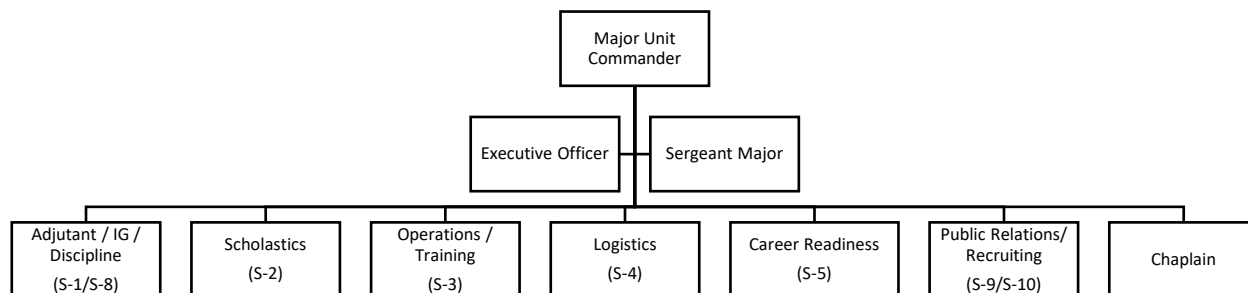 Major Unit
Commander
Executive Officer
Sergeant Major
Adjutant / IG /
Discipline
(S-1/S-8)
Scholastics
(S-2)
Operations /
Training
(S-3)
Logistics
(S-4)
Career Readiness
(S-5)
Public Relations/
Recruiting
(S-9/S-10)
Chaplain